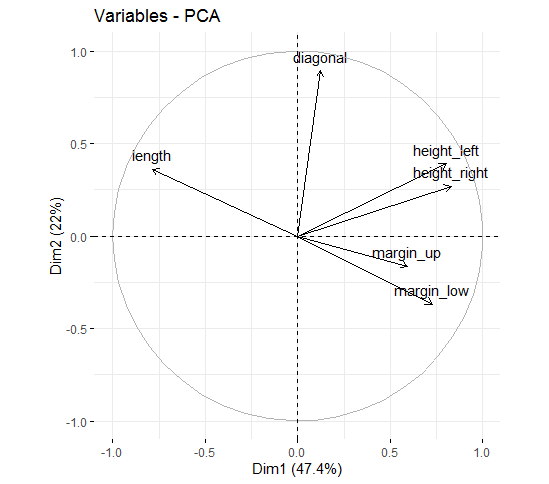 Variables - PCA
1.0
diagonal
0.5
height_left
length
height_right
Dim2 (22%)
0.0
margin_up
margin_low
-0.5
-1.0
-1.0 -0.5 0.0 0.5 1.0
Dim1 (47.4%)